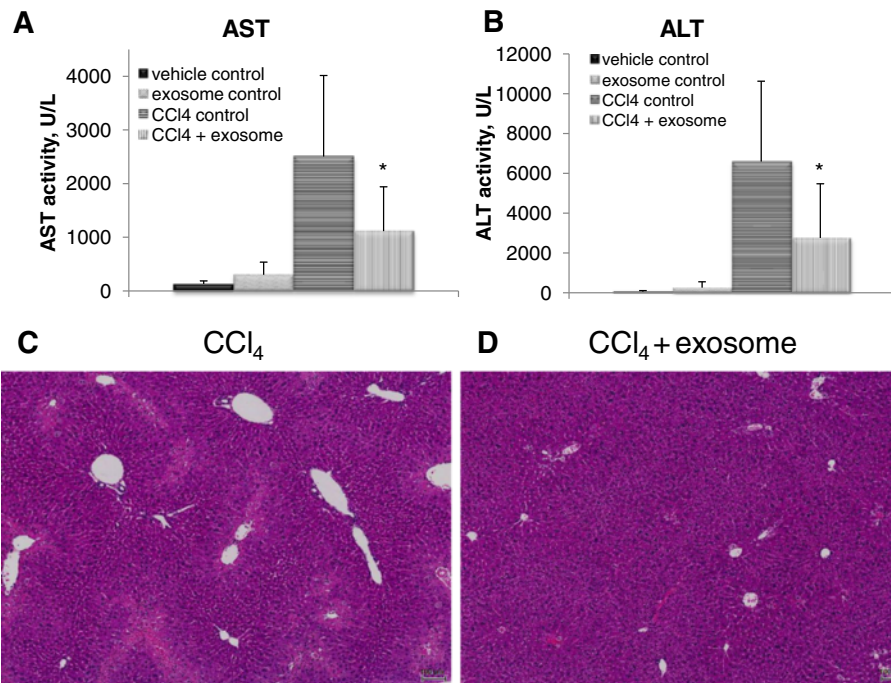 A AST
AST activity, U/L
4000
3000
2000
1000
0
vehicle control
exosome control
CCl4 control
CCl4 + exosome
*
B ALT
ALT activity, U/L
12000
10000
8000
6000
4000
2000
0
vehicle control
exosome control
CCl4 control
CCl4 + exosome
*
C CCl₄
D CCl₄ + exosome